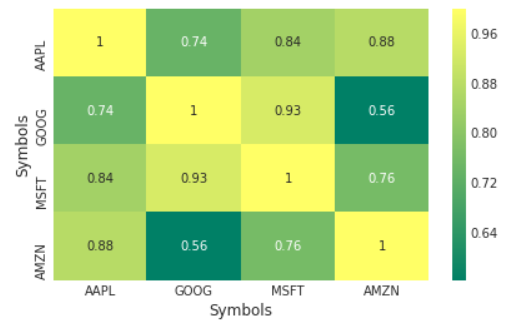 AAPL 1 0.74 0.84 0.88
GOOG 0.74 1 0.93 0.56
MSFT 0.84 0.93 1 0.76
AMZN 0.88 0.56 0.76 1
AAPL GOOG MSFT AMZN
Symbols
Symbols
0.96
0.88
0.80
0.72
0.64